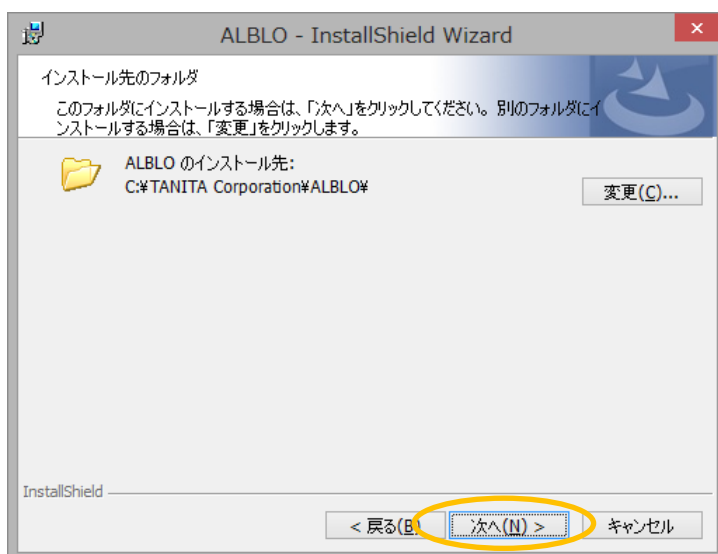 ALBLO - InstallShield Wizard
インストール先のフォルダ
このフォルダにインストールする場合は、「次へ」をクリックしてください。別のフォルダにイ
ンストールする場合は、「変更」をクリックします。
ALBLO のインストール先:
C:¥TANITA Corporation¥ALBLO¥
変更(C)...
InstallShield
< 戻る(B)
次へ(N) >
キャンセル